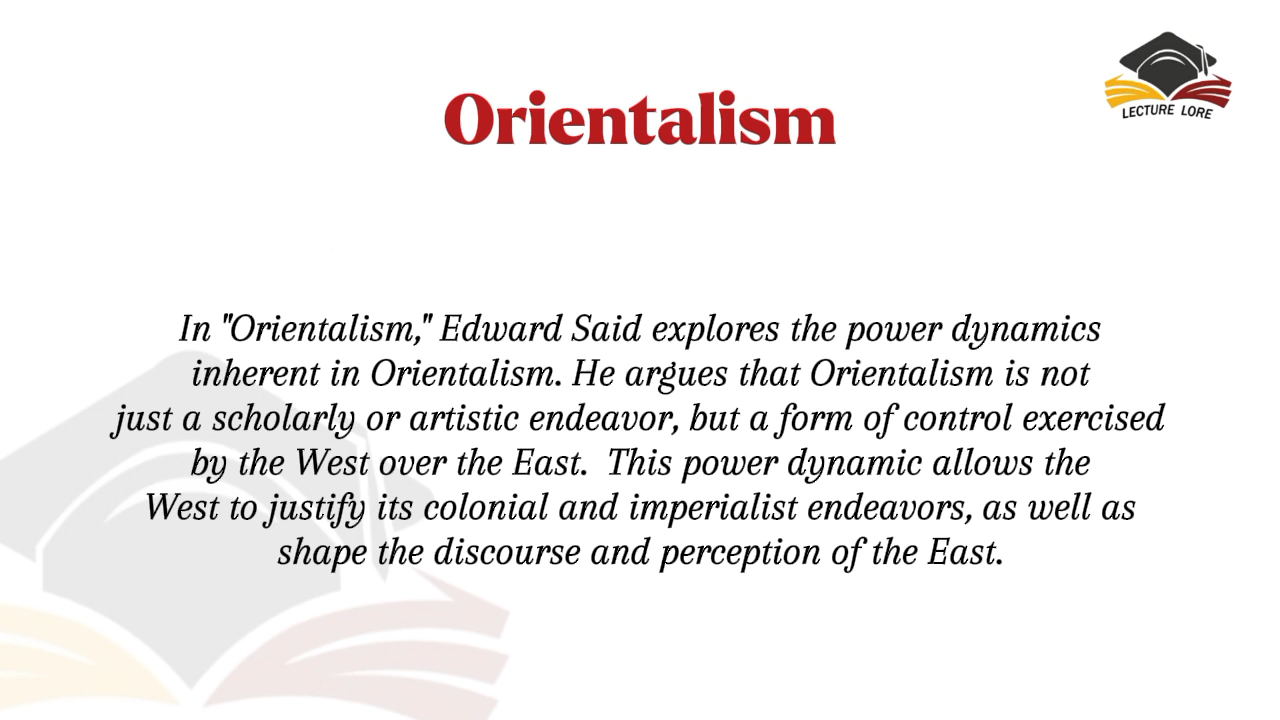 LECTURE LORE
Orientalism
In "Orientalism," Edward Said explores the power dynamics
inherent in Orientalism. He argues that Orientalism is not
just a scholarly or artistic endeavor, but a form of control exercised
by the West over the East.  This power dynamic allows the
West to justify its colonial and imperialist endeavors, as well as
shape the discourse and perception of the East.